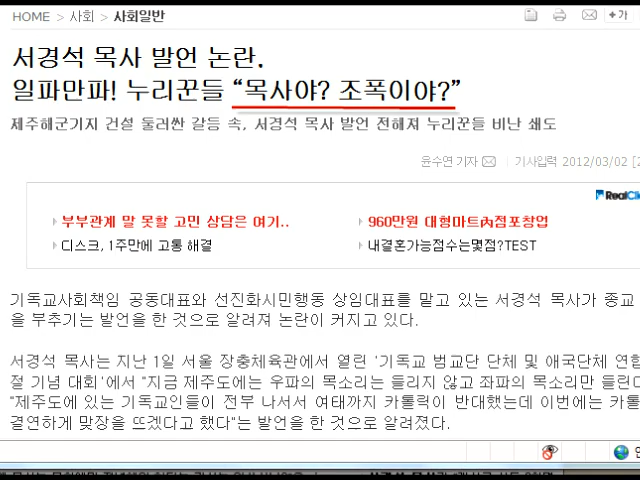 HOME > 사회 > 사회일반
+가
서경석 목사 발언 논란.
일파만파! 누리꾼들 “목사야? 조폭이야?”
제주해군기지 건설 둘러싼 갈등 속, 서경석 목사 발언 전해져 누리꾼들 비난 쇄도
윤수연 기자 기사입력 2012/03/02 [2
RealCli
부부관계 말 못할 고민 상담은 여기..
960만원 대형마트內점포창업
디스크, 1주만에 고통 해결
내결혼가능점수는몇점?TEST
기독교사회책임 공동대표와 선진화시민행동 상임대표를 맡고 있는 서경석 목사가 종교
을 부추기는 발언을 한 것으로 알려져 논란이 커지고 있다.
서경석 목사는 지난 1일 서울 장충체육관에서 열린 '기독교 범교단 단체 및 애국단체 연합
절 기념 대회'에서 "지금 제주도에는 우파의 목소리는 들리지 않고 좌파의 목소리만 들린다
"제주도에 있는 기독교인들이 전부 나서서 여태까지 카톨릭이 반대했는데 이번에는 카톨
결연하게 맞장을 뜨겠다고 했다"는 발언을 한 것으로 알려졌다.